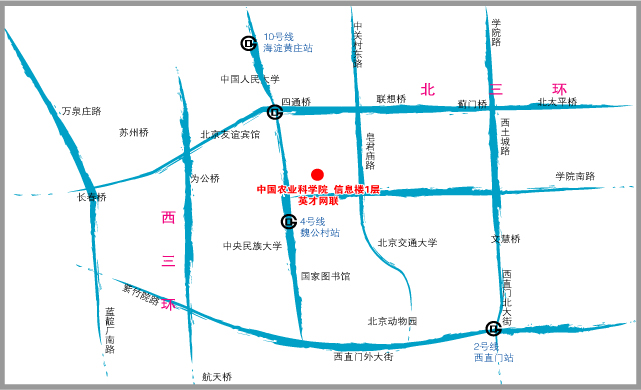 10号线
海淀黄庄站
中关村东路
学院路
中国人民大学
北三环
联想桥
蓟门桥
北太平桥
四通桥
万泉庄路
苏州桥
北京友谊宾馆
皂君庙路
西土城路
为公桥
学院南路
中国农业科学院 信息楼1层
英才网联
长春桥
西三环
4号线
魏公村站
中央民族大学
北京交通大学
文慧桥
国家图书馆
西直门北大街
紫竹院路
蓝靛厂南路
北京动物园
2号线
西直门站
西直门外大街
航天桥